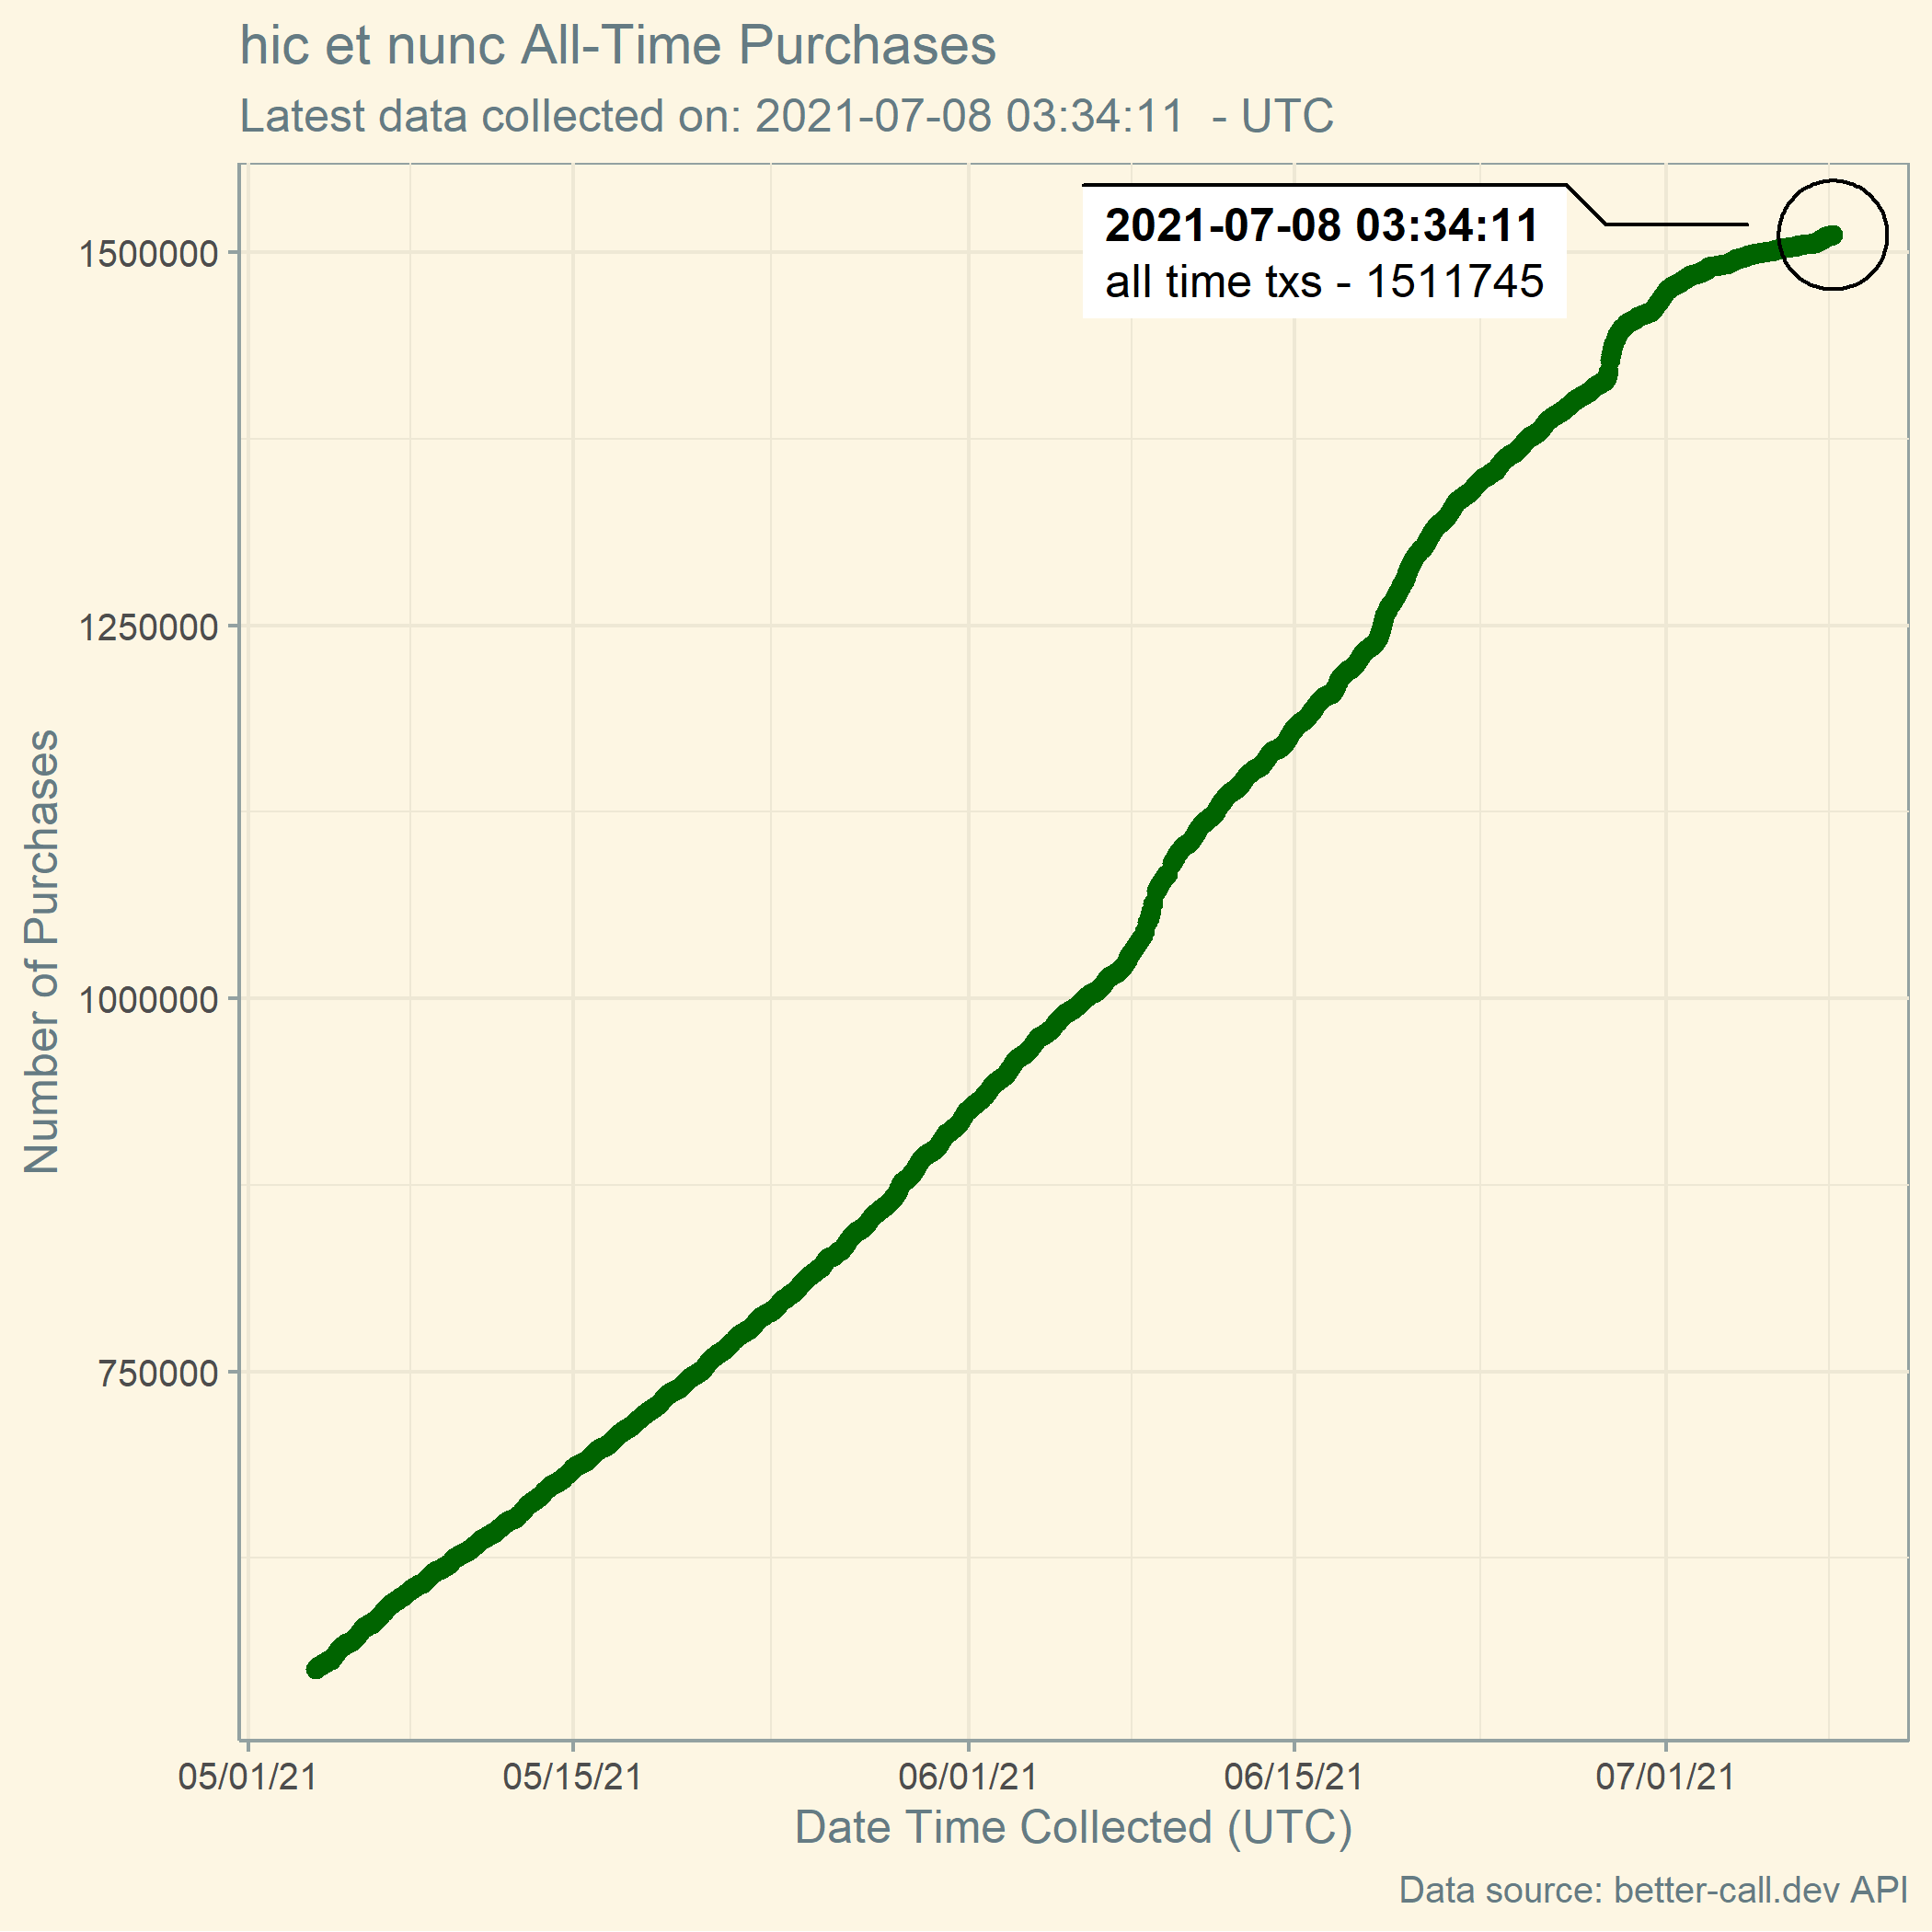 hic et nunc All-Time Purchases
Latest data collected on: 2021-07-08 03:34:11  - UTC
2021-07-08 03:34:11
all time txs - 1511745
1500000
1250000
1000000
750000
Number of Purchases
05/01/21
05/15/21
06/01/21
06/15/21
07/01/21
Date Time Collected (UTC)
Data source: better-call.dev API